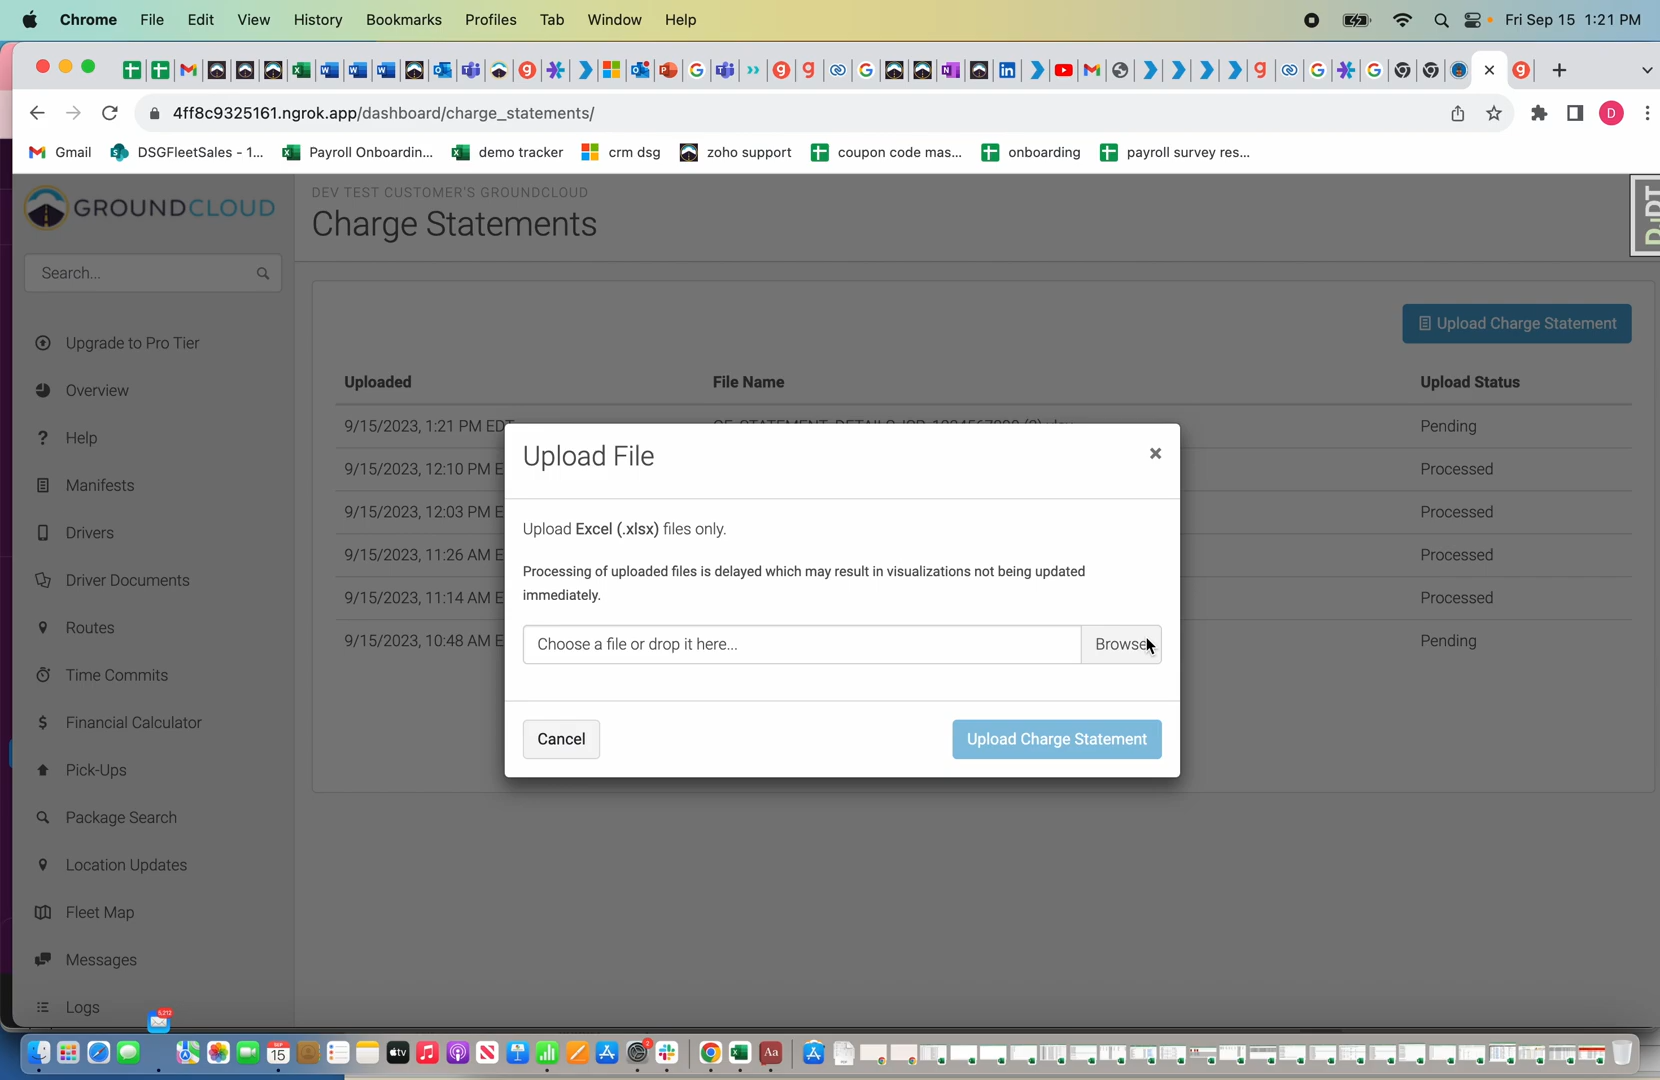 Chrome File Edit View History Bookmarks Profiles Tab Window Help Fri Sep 15 1:21 PM
4ff8c9325161.ngrok.app/dashboard/charge_statements/ D
Gmail DSGFleetSales - 1... Payroll Onboardin... demo tracker crm dsg zoho support coupon code mas... onboarding payroll survey res...
GROUNDCLOUD
DEV TEST CUSTOMER'S GROUNDCLOUD
Charge Statements
DjDT
Search...
Upload Charge Statement
Upgrade to Pro Tier
Overview
Help
Manifests
Drivers
Driver Documents
Routes
Time Commits
Financial Calculator
Pick-Ups
Package Search
Location Updates
Fleet Map
Messages
Logs
Uploaded File Name Upload Status
9/15/2023, 1:21 PM EDT Pending
9/15/2023, 12:10 PM E Processed
9/15/2023, 12:03 PM E Processed
9/15/2023, 11:26 AM E Processed
9/15/2023, 11:14 AM E Processed
9/15/2023, 10:48 AM E Pending
Upload File
×
Upload Excel (.xlsx) files only.
Processing of uploaded files is delayed which may result in visualizations not being updated
immediately.
Choose a file or drop it here... Browse
Cancel Upload Charge Statement
5,212
SEP
15
tv
2
Aa